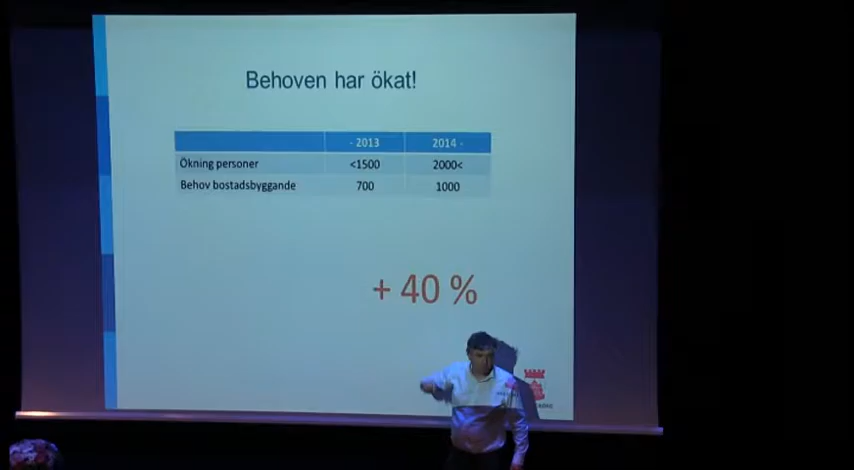 Behoven har ökat!
- 2013 2014 -
Ökning personer <1500 2000<
Behov bostadsbyggande 700 1000
+ 40 %